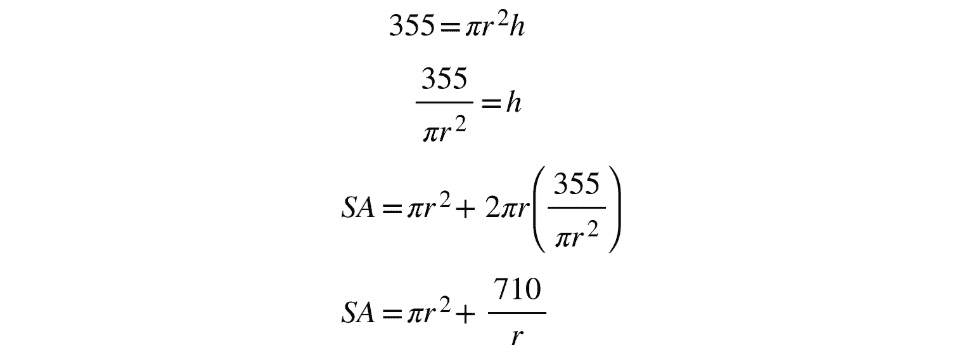 355 = πr²h
355/πr² = h
SA = πr² + 2πr(355/πr²)
SA = πr² + 710/r